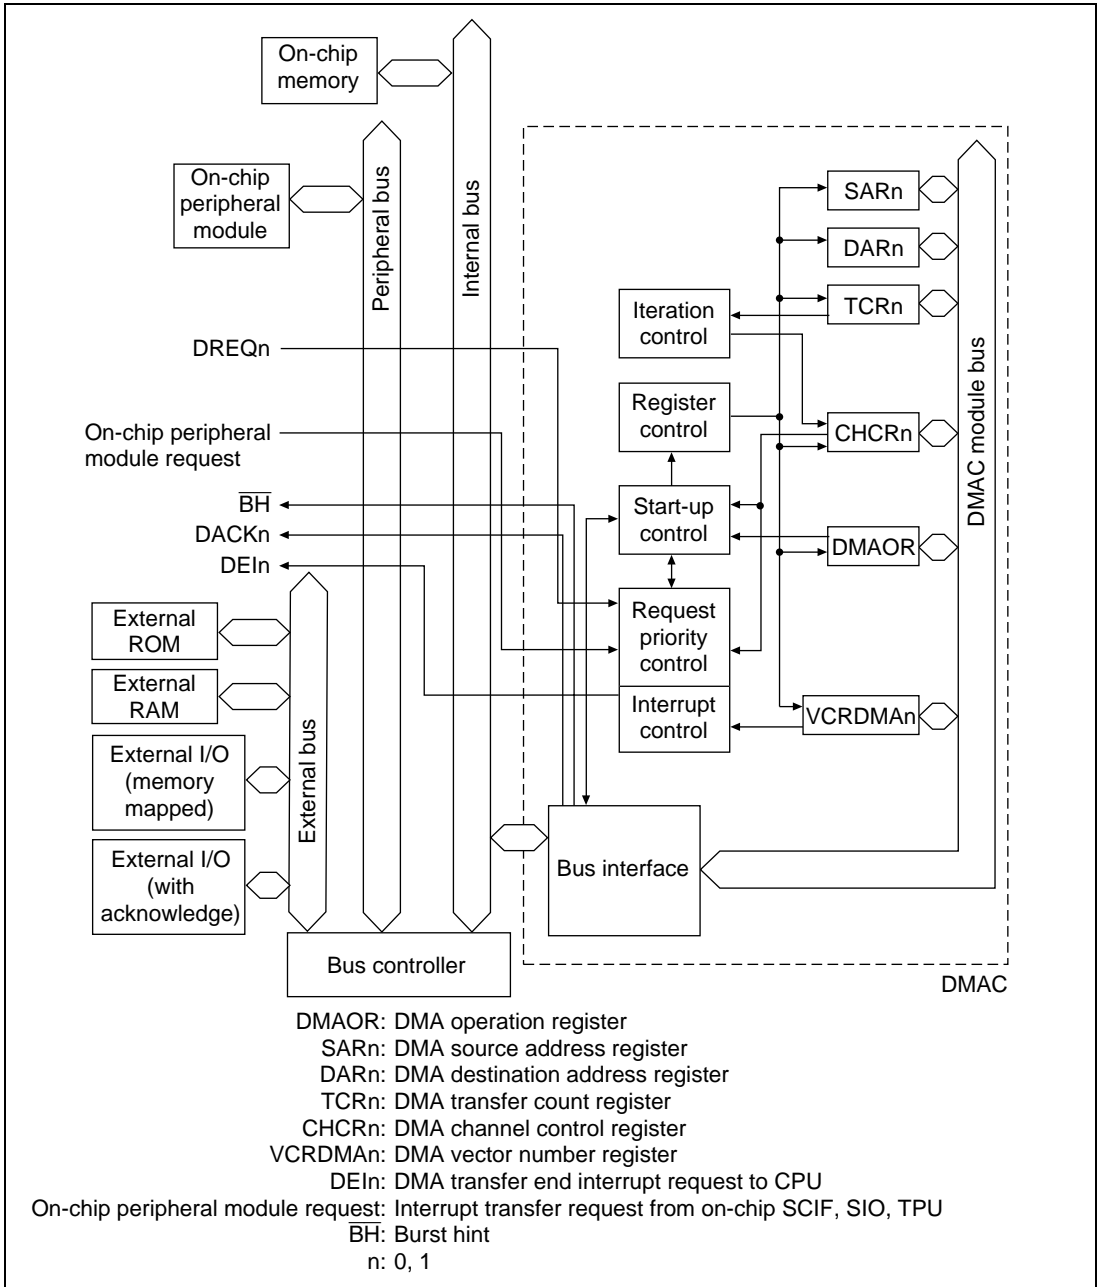 On-chip
memory
On-chip
peripheral
module
Peripheral bus
Internal bus
SARn
DARn
TCRn
Iteration
control
DREQn
Register
control
CHCRn
DMAC module bus
On-chip peripheral
module request
BH
Start-up
control
DACKn
DMAOR
DEIn
External
ROM
Request
priority
control
External
RAM
Interrupt
control
VCRDMAn
External I/O
(memory
mapped)
External bus
External I/O
(with
acknowledge)
Bus interface
Bus controller
DMAC
DMAOR: DMA operation register
SARn: DMA source address register
DARn: DMA destination address register
TCRn: DMA transfer count register
CHCRn: DMA channel control register
VCRDMAn: DMA vector number register
DEIn: DMA transfer end interrupt request to CPU
On-chip peripheral module request: Interrupt transfer request from on-chip SCIF, SIO, TPU
BH: Burst hint
n: 0, 1